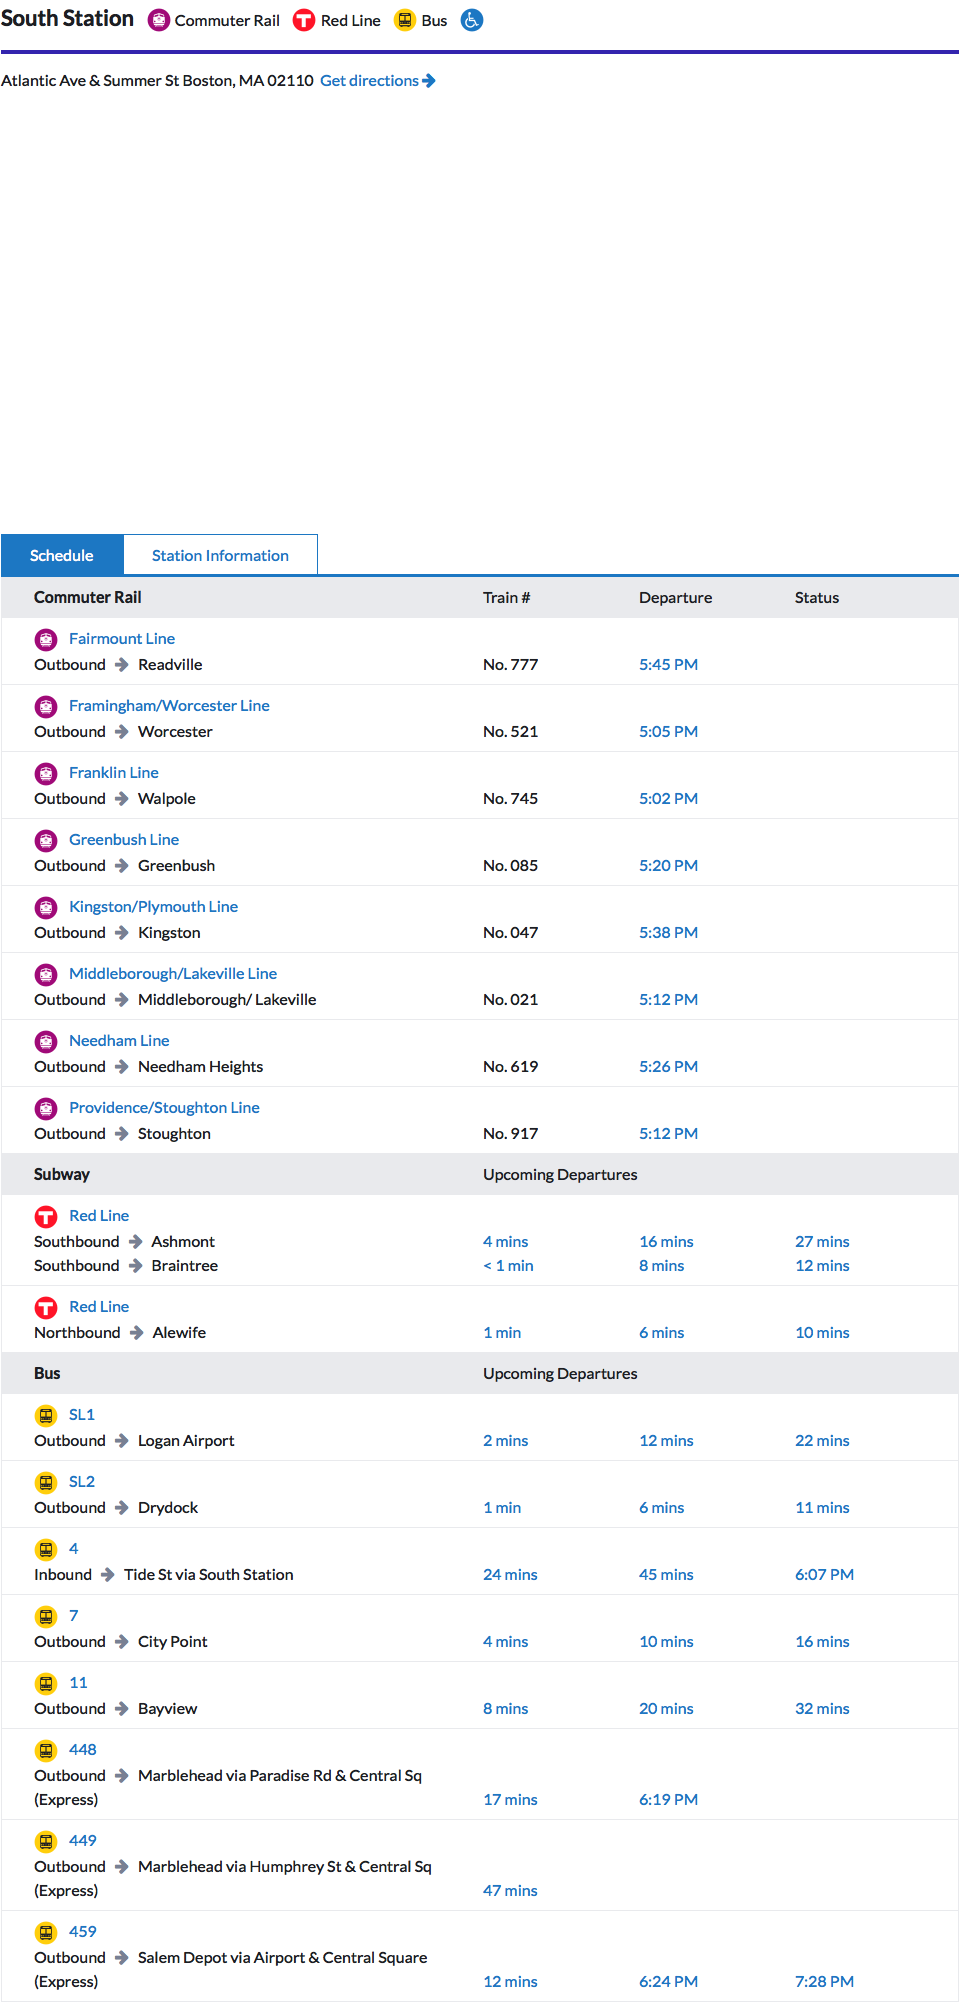 South Station Commuter Rail Red Line Bus
Atlantic Ave & Summer St Boston, MA 02110 Get directions
Schedule Station Information
Commuter Rail Train # Departure Status
Fairmount Line
Outbound Readville No. 777 5:45 PM
Framingham/Worcester Line
Outbound Worcester No. 521 5:05 PM
Franklin Line
Outbound Walpole No. 745 5:02 PM
Greenbush Line
Outbound Greenbush No. 085 5:20 PM
Kingston/Plymouth Line
Outbound Kingston No. 047 5:38 PM
Middleborough/Lakeville Line
Outbound Middleborough/ Lakeville No. 021 5:12 PM
Needham Line
Outbound Needham Heights No. 619 5:26 PM
Providence/Stoughton Line
Outbound Stoughton No. 917 5:12 PM
Subway Upcoming Departures
Red Line
Southbound Ashmont 4 mins 16 mins 27 mins
Southbound Braintree < 1 min 8 mins 12 mins
Red Line
Northbound Alewife 1 min 6 mins 10 mins
Bus Upcoming Departures
SL1
Outbound Logan Airport 2 mins 12 mins 22 mins
SL2
Outbound Drydock 1 min 6 mins 11 mins
4
Inbound Tide St via South Station 24 mins 45 mins 6:07 PM
7
Outbound City Point 4 mins 10 mins 16 mins
11
Outbound Bayview 8 mins 20 mins 32 mins
448
Outbound Marblehead via Paradise Rd & Central Sq
(Express) 17 mins 6:19 PM
449
Outbound Marblehead via Humphrey St & Central Sq
(Express) 47 mins
459
Outbound Salem Depot via Airport & Central Square
(Express) 12 mins 6:24 PM 7:28 PM